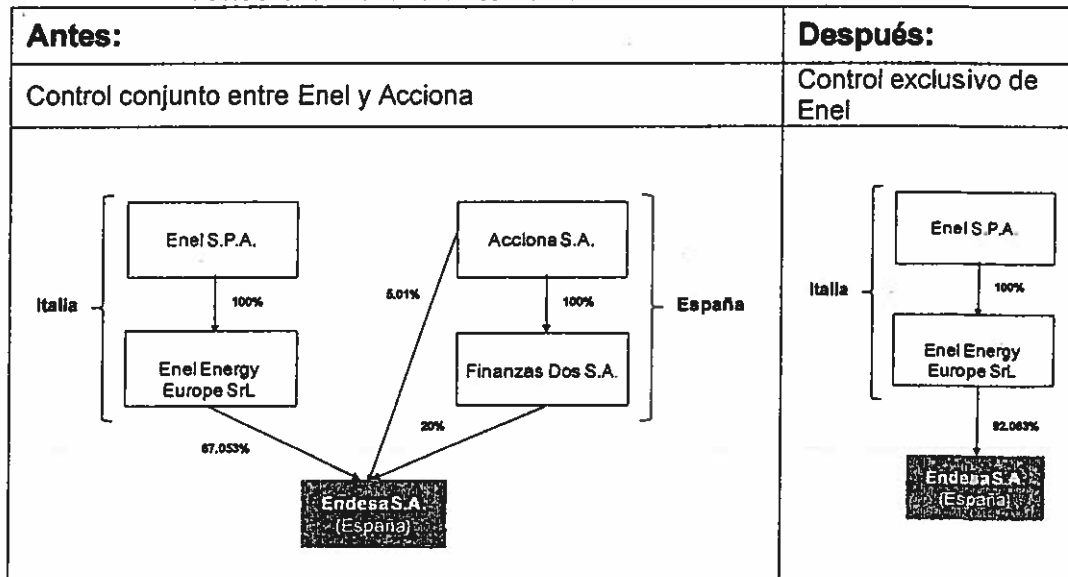 Antes:
Después:
Control conjunto entre Enel y Acciona
Control exclusivo de
Enel
Enel S.P.A.
Acciona S.A.
Italia
100%
5.01%
100%
España
Enel Energy
Europe SrL
Finanzas Dos S.A.
67.053%
20%
Endesa S.A.
(España)
Enel S.P.A.
Italia
100%
Enel Energy
Europe SrL
92.063%
Endesa S.A.
(España)